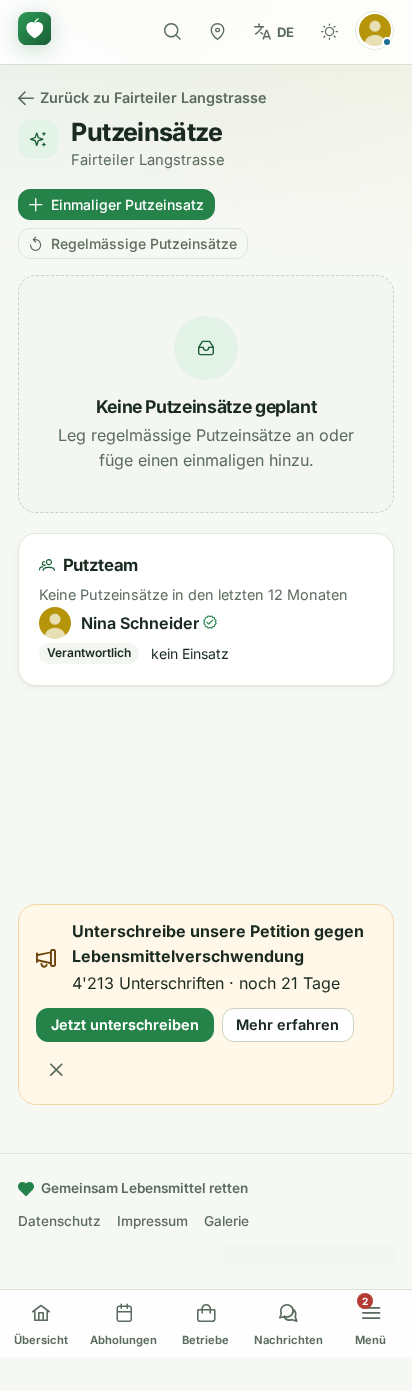 DE
Zurück zu Fairteiler Langstrasse
Putzeinsätze
Fairteiler Langstrasse
Einmaliger Putzeinsatz
Regelmässige Putzeinsätze
Keine Putzeinsätze geplant
Leg regelmässige Putzeinsätze an oder
füge einen einmaligen hinzu.
Putzteam
Keine Putzeinsätze in den letzten 12 Monaten
Nina Schneider
Verantwortlich kein Einsatz
Unterschreibe unsere Petition gegen
Lebensmittelverschwendung
4'213 Unterschriften · noch 21 Tage
Jetzt unterschreiben Mehr erfahren
Gemeinsam Lebensmittel retten
Datenschutz Impressum Galerie
2
Übersicht Abholungen Betriebe Nachrichten Menü